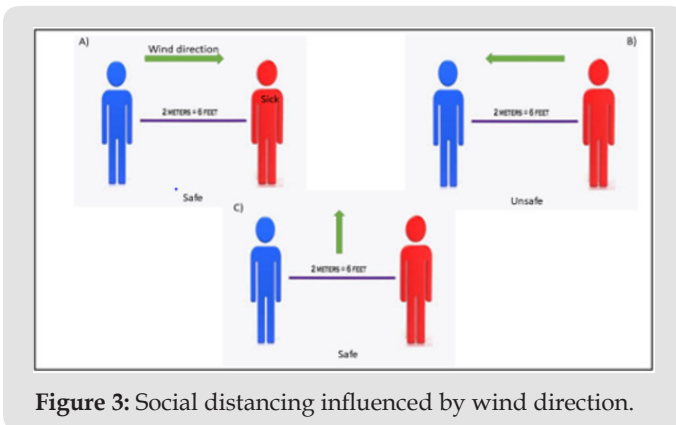 A)
Wind direction
Sick
2 METERS = 6 FEET
Safe
B)
2 METERS = 6 FEET
Unsafe
C)
2 METERS = 6 FEET
Safe
Figure 3: Social distancing influenced by wind direction.